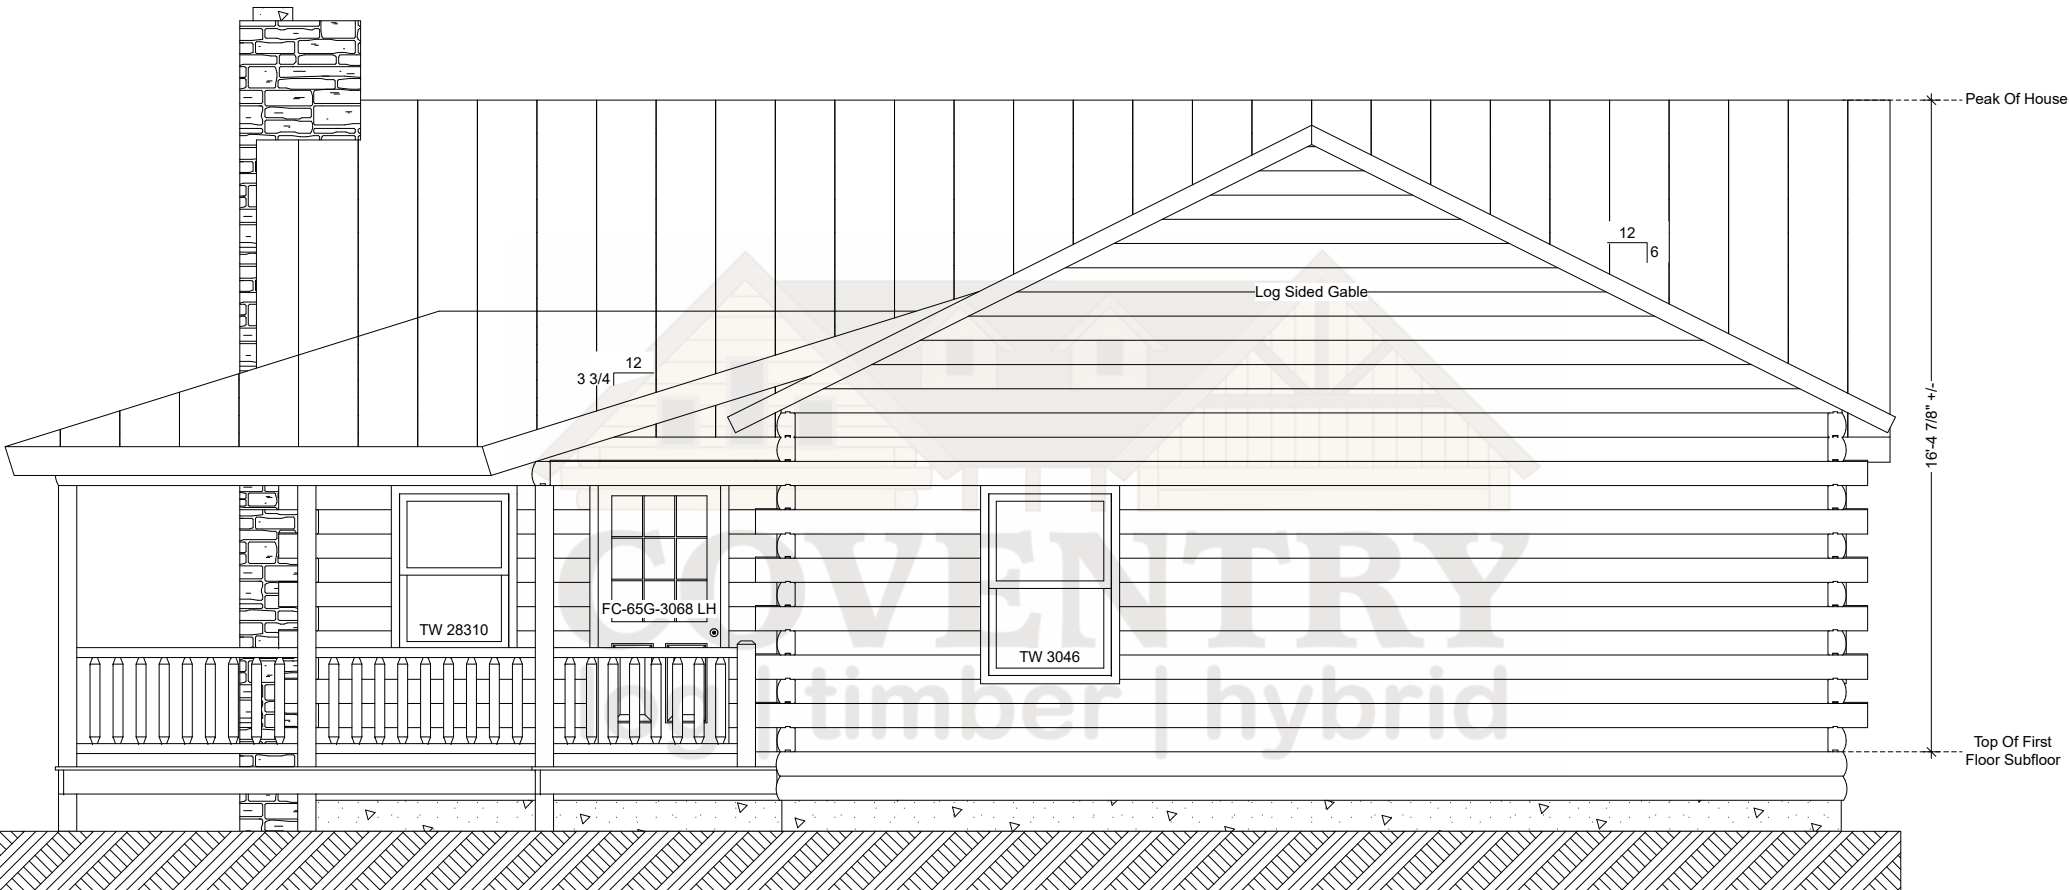 Peak Of House
12
6
Log Sided Gable
12
3 3/4
16'-4 7/8" +/-
COVENTRY
FC-65G-3068 LH
TW 28310
TW 3046
log | timber | hybrid
Top Of First
Floor Subfloor